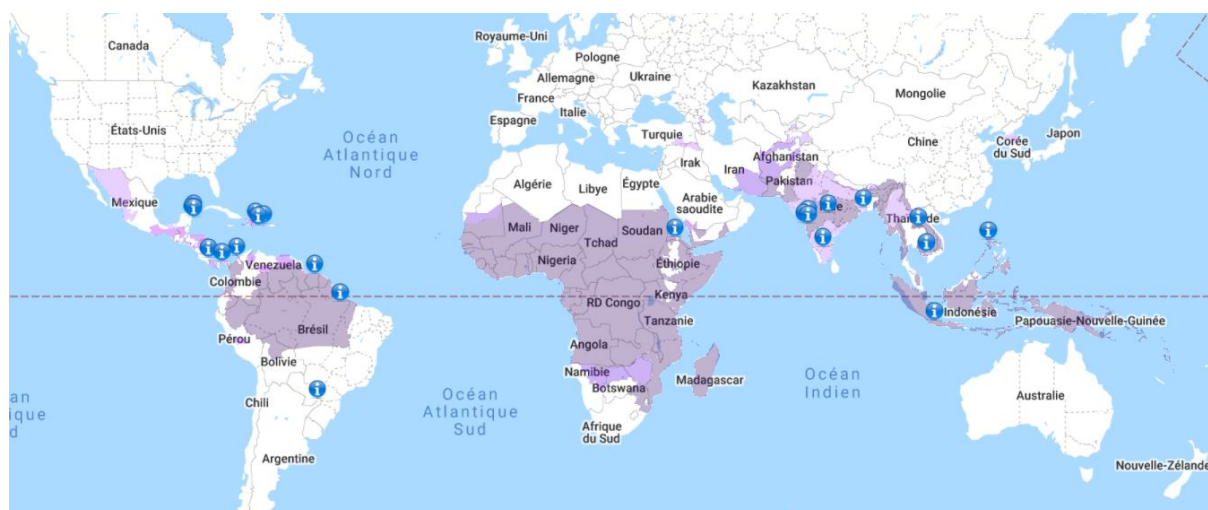 Canada
États-Unis
Mexique
Océan
Atlantique
Nord
Venezuela
Colombie
Pérou
Brésil
Bolivie
Chili
Argentine
Océan
Atlantique
Sud
Royaume-Uni
Pologne
Allemagne
Ukraine
France
Italie
Espagne
Turquie
Kazakhstan
Mongolie
Chine
Corée
du Sud
Japon
Afghanistan
Irak
Iran
Pakistan
Algérie
Libye
Égypte
Arabie
saoudite
Mali
Niger
Tchad
Soudan
Nigeria
Éthiopie
Kenya
RD Congo
Tanzanie
Angola
Namibie
Botswana
Madagascar
Afrique
du Sud
Océan
Indien
Indonésie
Papouasie-Nouvelle-Guinée
Australie
Nouvelle-Zélande